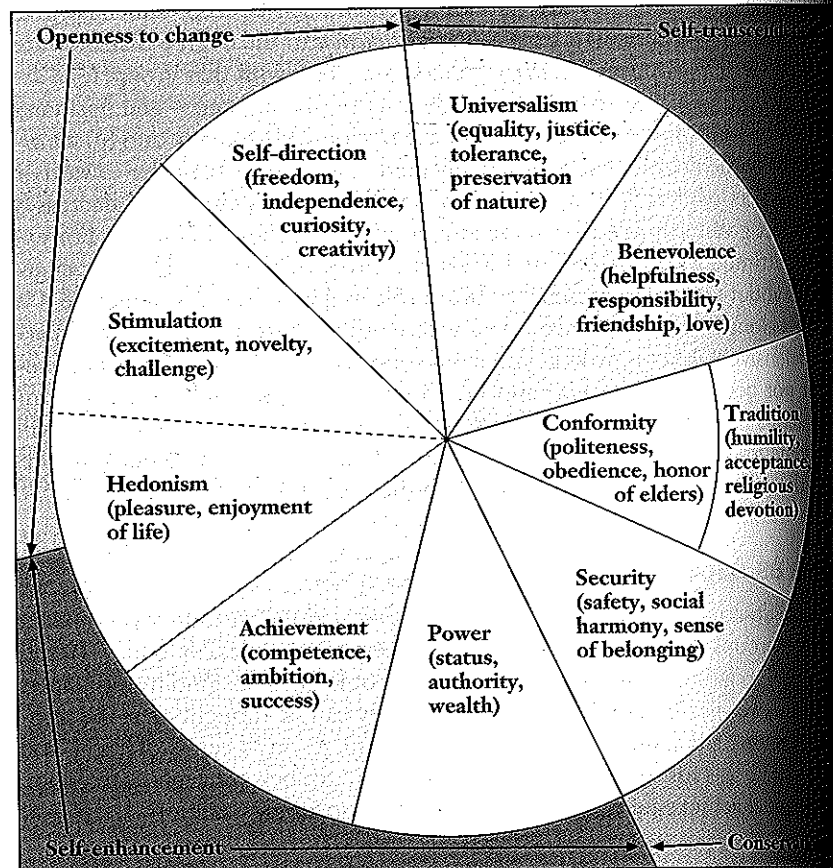 Openness to change
Universalism
(equality, justice,
tolerance,
preservation
of nature)
Self-direction
(freedom,
independence,
curiosity,
creativity)
Benevolence
(helpfulness,
responsibility,
friendship, love)
Stimulation
(excitement, novelty,
challenge)
Conformity
(politeness,
obedience, honor
of elders)
Tradition
(humility,
acceptance
religious
devotion)
Hedonism
(pleasure, enjoyment
of life)
Security
(safety, social
harmony, sense
of belonging)
Achievement
(competence,
ambition,
success)
Power
(status,
authority,
wealth)
Self-enhancement